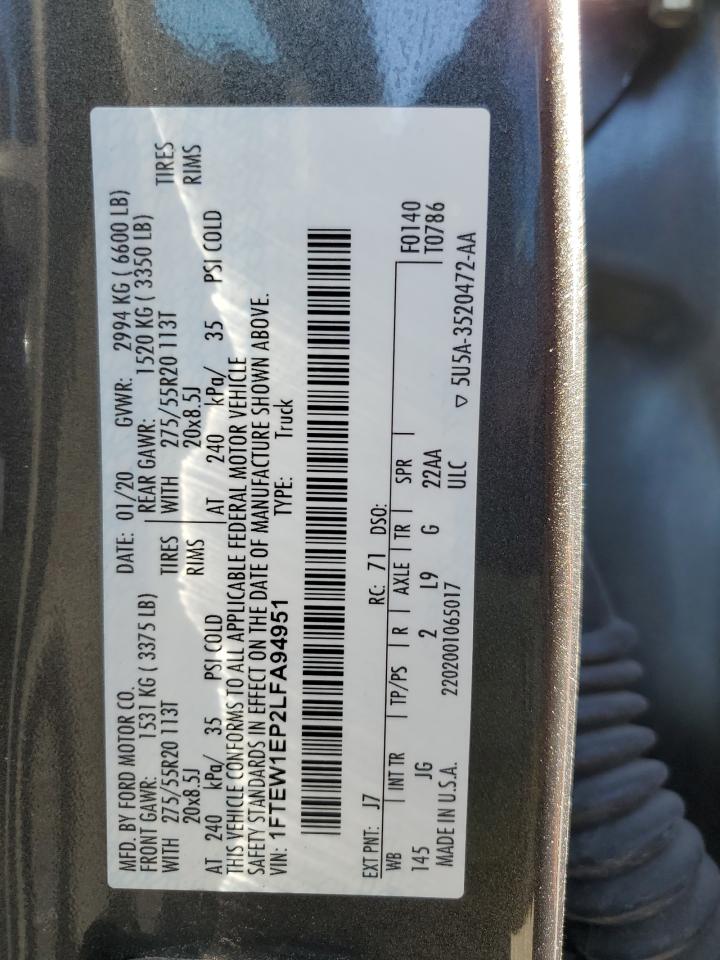 MFD. BY FORD MOTOR CO. DATE: 01/20 GVWR: 2994 KG ( 6600 LB)
FRONT GAWR: 1531 KG ( 3375 LB) REAR GAWR: 1520 KG ( 3350 LB)
WITH 275/55R20 113T TIRES WITH 275/55R20 113T TIRES
20x8.5J RIMS 20x8.5J RIMS
AT 240 kPa/ 35 PSI COLD AT 240 kPa/ 35 PSI COLD
THIS VEHICLE CONFORMS TO ALL APPLICABLE FEDERAL MOTOR VEHICLE
SAFETY STANDARDS IN EFFECT ON THE DATE OF MANUFACTURE SHOWN ABOVE.
VIN: 1FTEW1EP2LFA94951 TYPE: Truck
EXT PNT: J7 RC: 71 DSO:
WB INT TR TP/PS R AXLE TR SPR F0140
145 JG 2 L9 G 22AA T0786
MADE IN U.S.A. 2202001065017 ULC
▽ 5U5A-3520472-AA